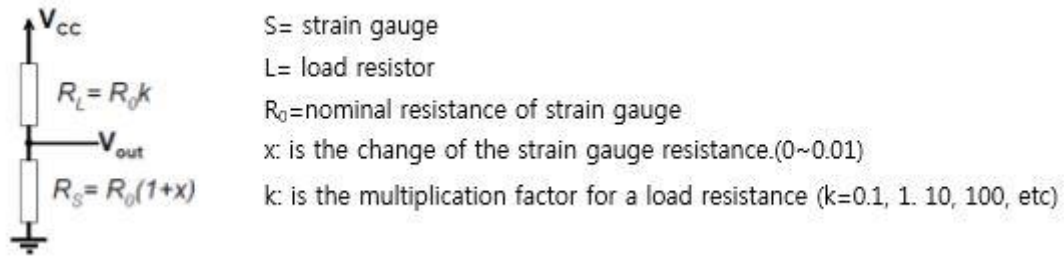 V_CC
R_L= R_0k
V_out
R_S= R_0(1+x)
S= strain gauge
L= load resistor
R_0=nominal resistance of strain gauge
x: is the change of the strain gauge resistance.(0~0.01)
k: is the multiplication factor for a load resistance (k=0.1, 1. 10, 100, etc)